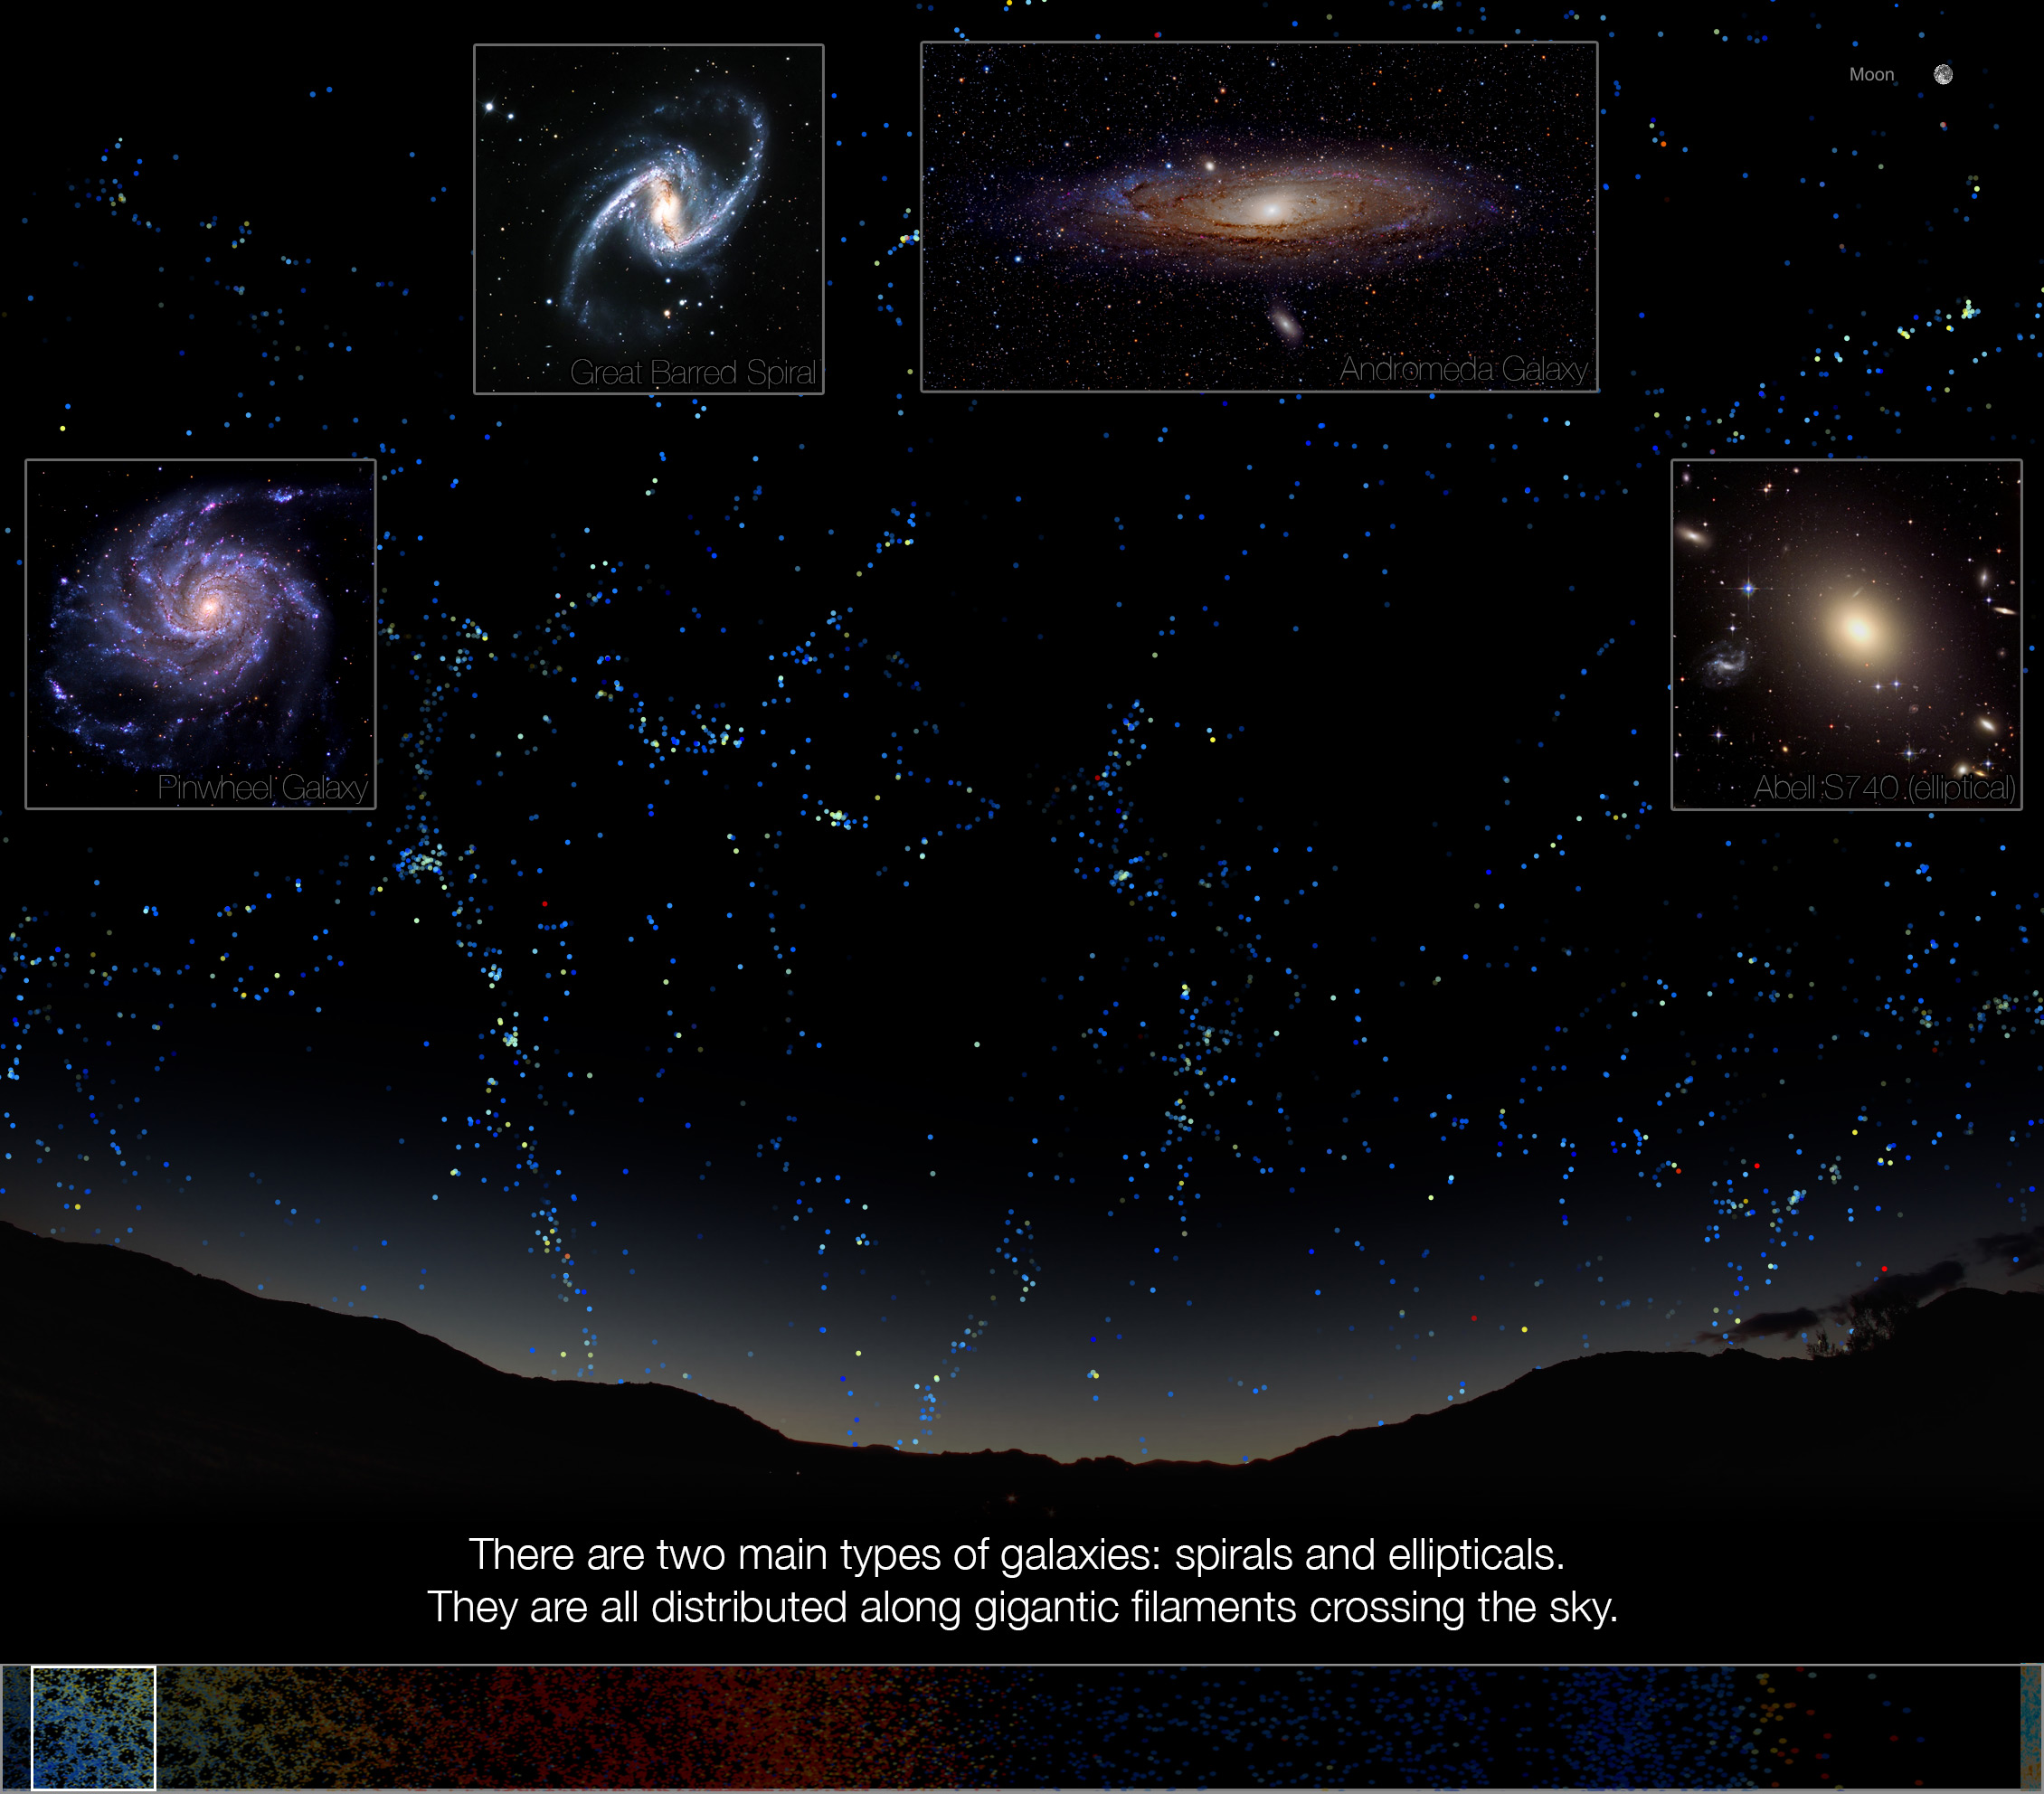 Moon
Great Barred Spiral
Andromeda Galaxy
Pinwheel Galaxy
Abell S740 (elliptical)
There are two main types of galaxies: spirals and ellipticals.
They are all distributed along gigantic filaments crossing the sky.